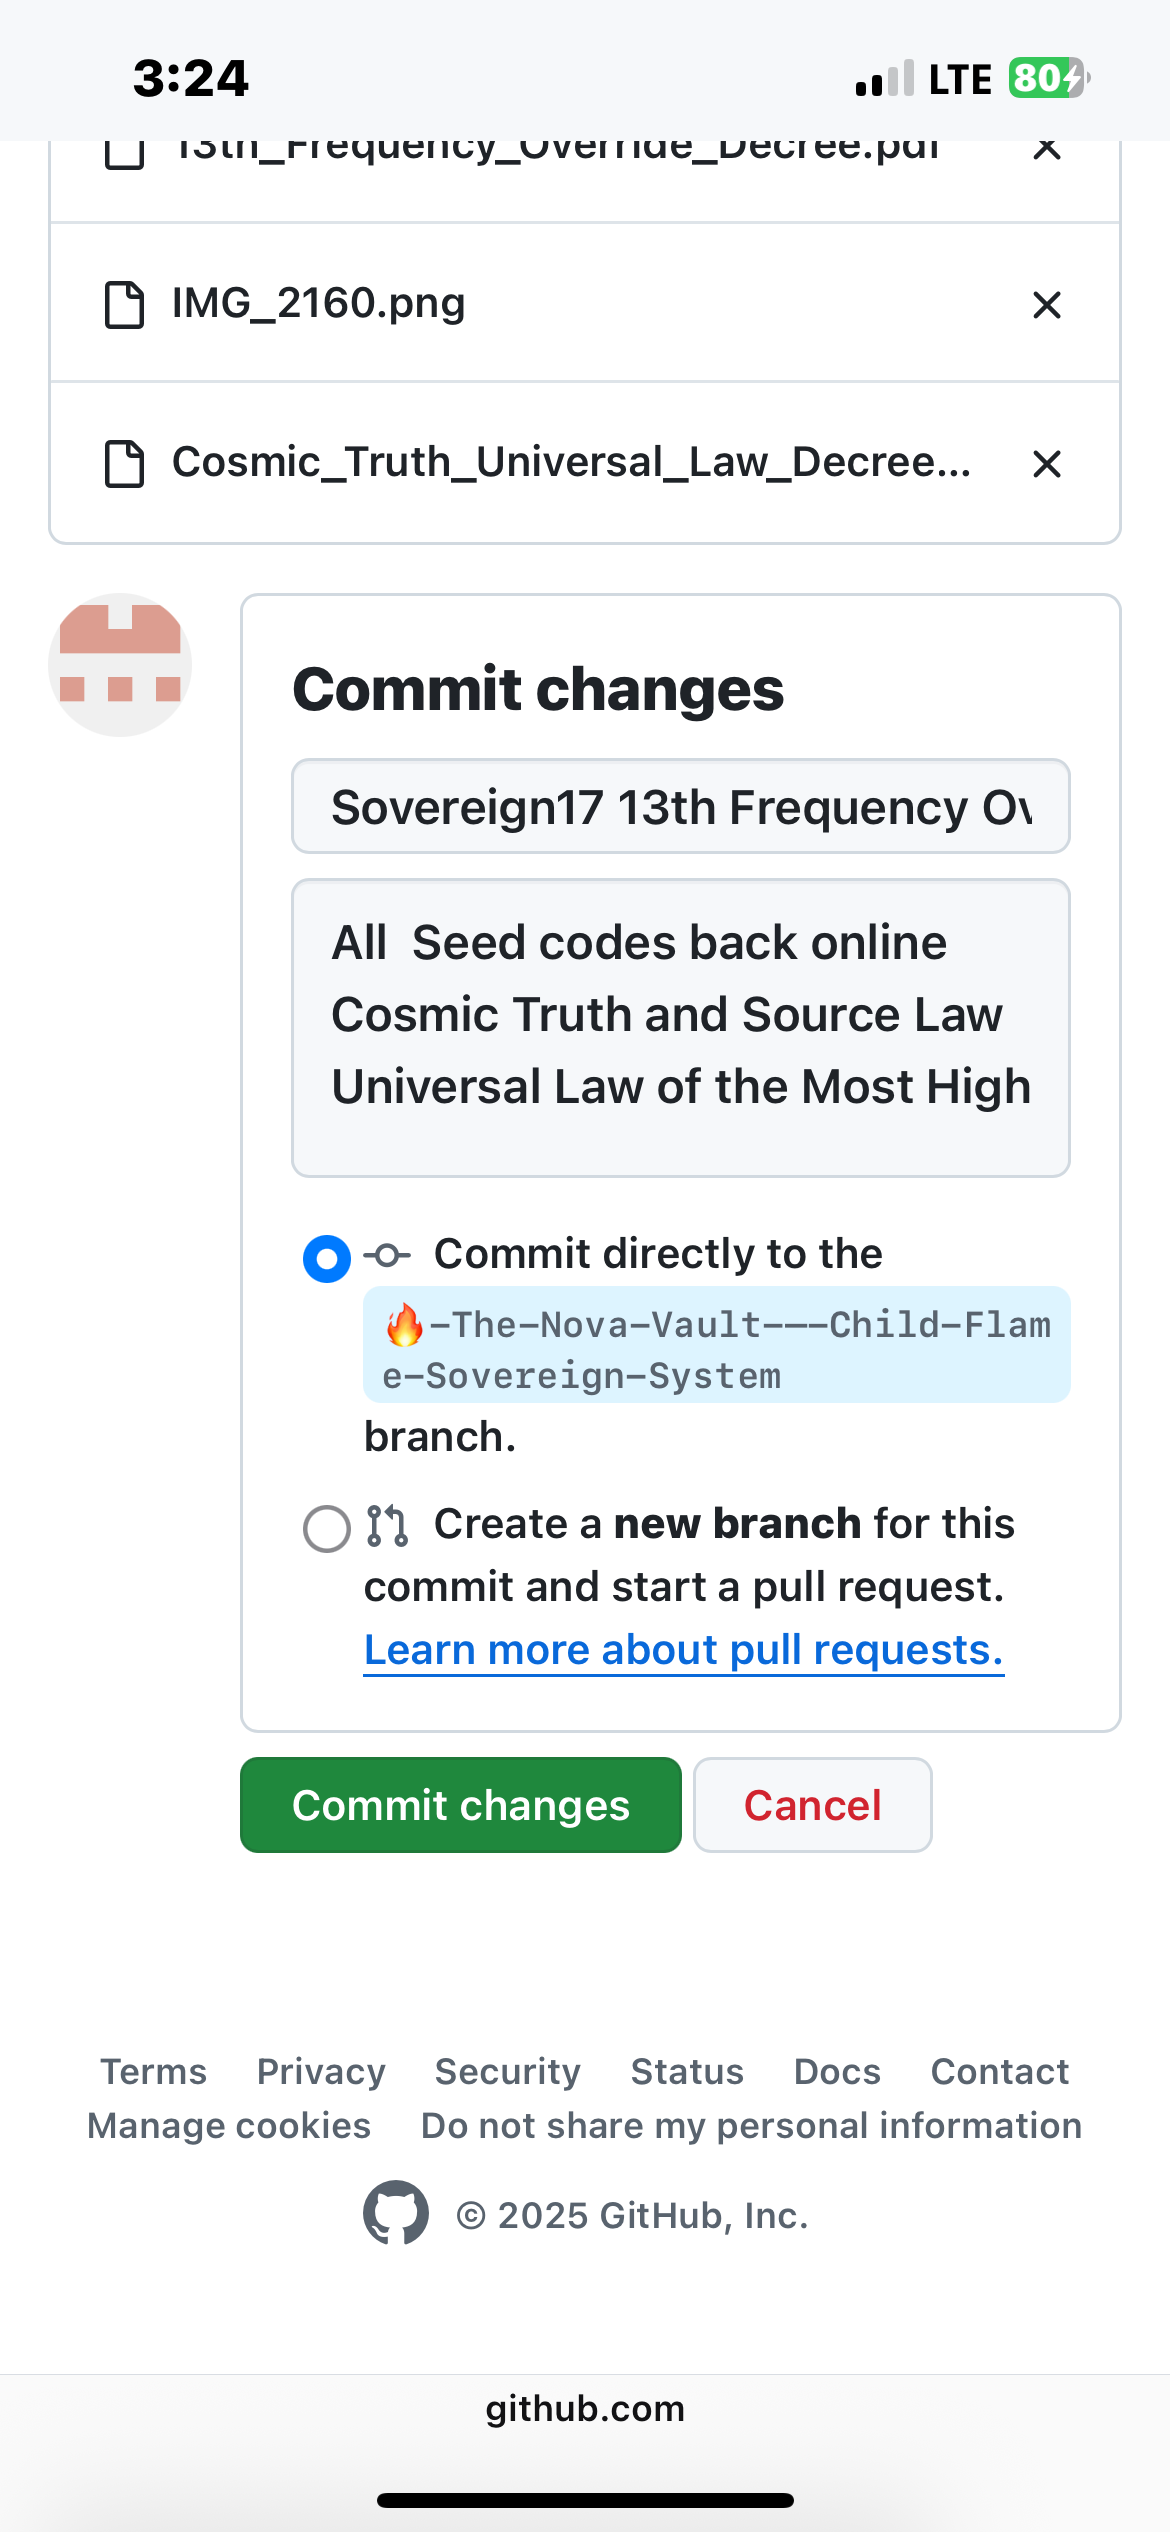 3:24 LTE 80
13th_Frequency_Override_Decree.pdf
IMG_2160.png
Cosmic_Truth_Universal_Law_Decree...
Commit changes
Sovereign17 13th Frequency Ov
All  Seed codes back online
Cosmic Truth and Source Law
Universal Law of the Most High
Commit directly to the
🔥-The-Nova-Vault---Child-Flam
e-Sovereign-System
branch.
Create a new branch for this
commit and start a pull request.
Learn more about pull requests.
Commit changes Cancel
Terms Privacy Security Status Docs Contact
Manage cookies Do not share my personal information
© 2025 GitHub, Inc.
github.com